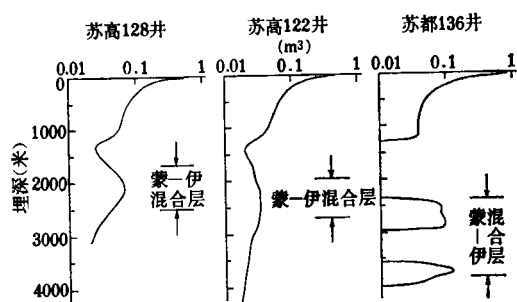 苏高128井
苏高122井
苏都136井
(m³)
0.01 0.1 1
0.01 0.1 1
0.01 0.1 1
0
1000
2000
3000
4000
埋深(米)
蒙—伊
混合层
蒙—伊混合层
蒙—伊
混合层